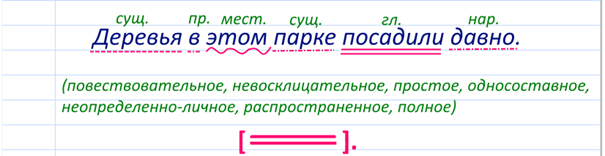 сущ. пр. мест. сущ. гл. нар.
Деревья в этом парке посадили давно.
(повествовательное, невосклицательное, простое, односоставное,
неопределенно-личное, распространенное, полное)
[ ].